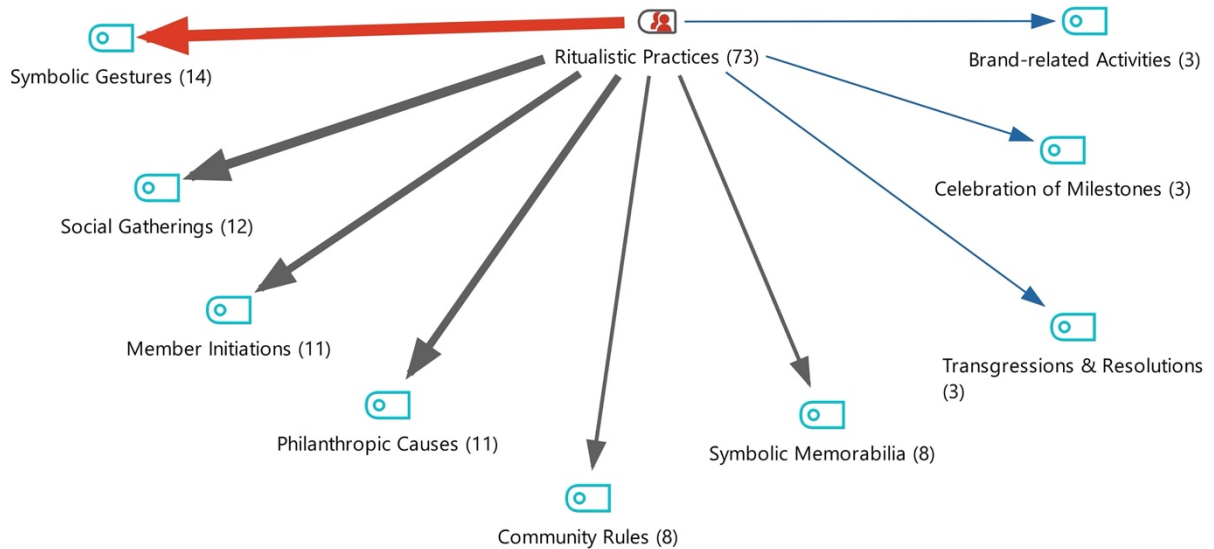 Ritualistic Practices (73)
Symbolic Gestures (14)
Brand-related Activities (3)
Social Gatherings (12)
Celebration of Milestones (3)
Member Initiations (11)
Transgressions & Resolutions
(3)
Philanthropic Causes (11)
Symbolic Memorabilia (8)
Community Rules (8)